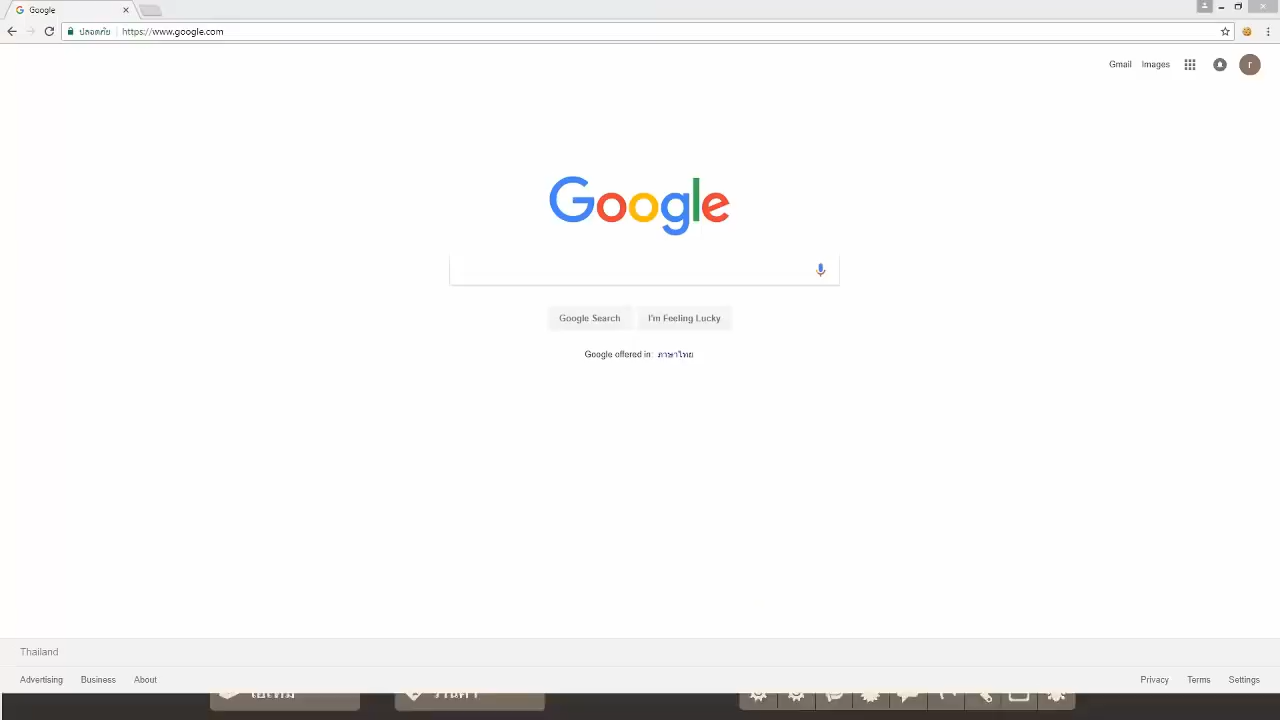 Google
ปลอดภัย https://www.google.com
Gmail Images r
Google
Google Search I'm Feeling Lucky
Google offered in: ภาษาไทย
Thailand
Advertising Business About Privacy Terms Settings